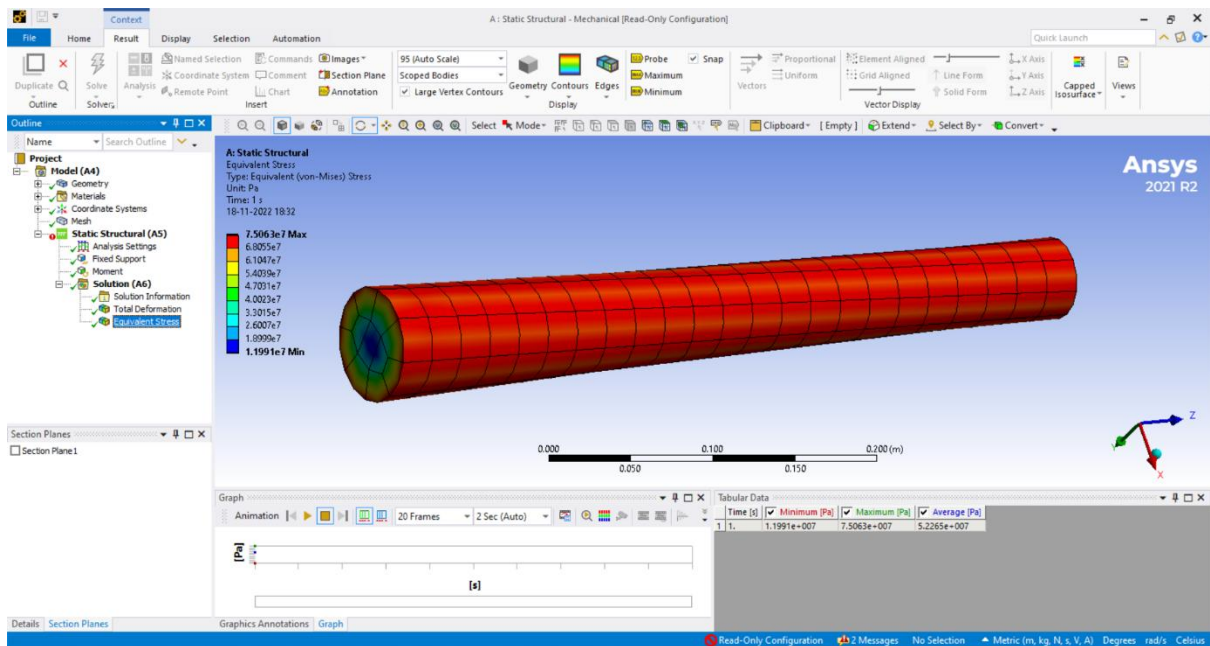 Context
A : Static Structural - Mechanical [Read-Only Configuration]
File Home Result Display Selection Automation Quick Launch
Duplicate Q Solve Analysis Named Selection Coordinate System Remote Point Commands Comment Chart Images Section Plane Annotation
Outline Solver Insert
95 (Auto Scale)
Scoped Bodies
Large Vertex Contours
Geometry Contours Edges
Probe
Maximum
Minimum
Snap
Display
Vectors
Proportional
Uniform
Element Aligned
Grid Aligned
Line Form
Solid Form
X Axis
Y Axis
Z Axis
Vector Display
Capped Isosurface
Views
Outline
Name Search Outline
Select Mode Clipboard [Empty] Extend Select By Convert
Project
Model (A4)
Geometry
Materials
Coordinate Systems
Mesh
Static Structural (A5)
Analysis Settings
Fixed Support
Moment
Solution (A6)
Solution Information
Total Deformation
Equivalent Stress
A: Static Structural
Equivalent Stress
Type: Equivalent (von-Mises) Stress
Unit: Pa
Time: 1 s
18-11-2022 18:32
7.5063e7 Max
6.8055e7
6.1047e7
5.4039e7
4.7031e7
4.0023e7
3.3015e7
2.6007e7
1.8999e7
1.1991e7 Min
Ansys
2021 R2
0.000 0.100 0.200 (m)
0.050 0.150
Z
Y
X
Section Planes
Section Plane 1
Details Section Planes
Graph
Animation 20 Frames 2 Sec (Auto)
[Pa]
[s]
Graphics Annotations Graph
Tabular Data
Time [s] Minimum [Pa] Maximum [Pa] Average [Pa]
1 1. 1.1991e+007 7.5063e+007 5.2265e+007
Read-Only Configuration 2 Messages No Selection Metric (m, kg, N, s, V, A) Degrees rad/s Celsius